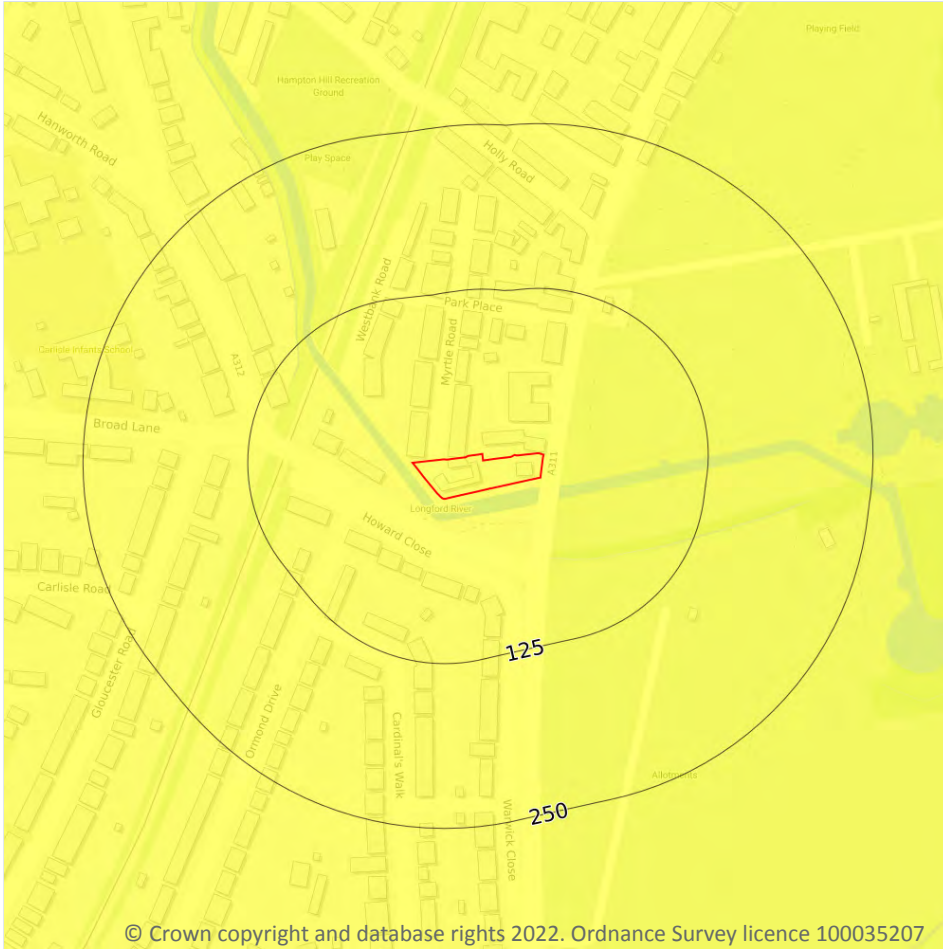 Playing Field
Hampton Hill Recreation
Ground
Hanworth Road
Holly Road
Play Space
Westbank Road
Park Place
Myrtle Road
Carlisle Infants School
A312
Broad Lane
A311
Longford River
Howard Close
Carlisle Road
125
Gloucester Road
Ormond Drive
Cardinal's Walk
Allotments
250
Warwick Close
© Crown copyright and database rights 2022. Ordnance Survey licence 100035207